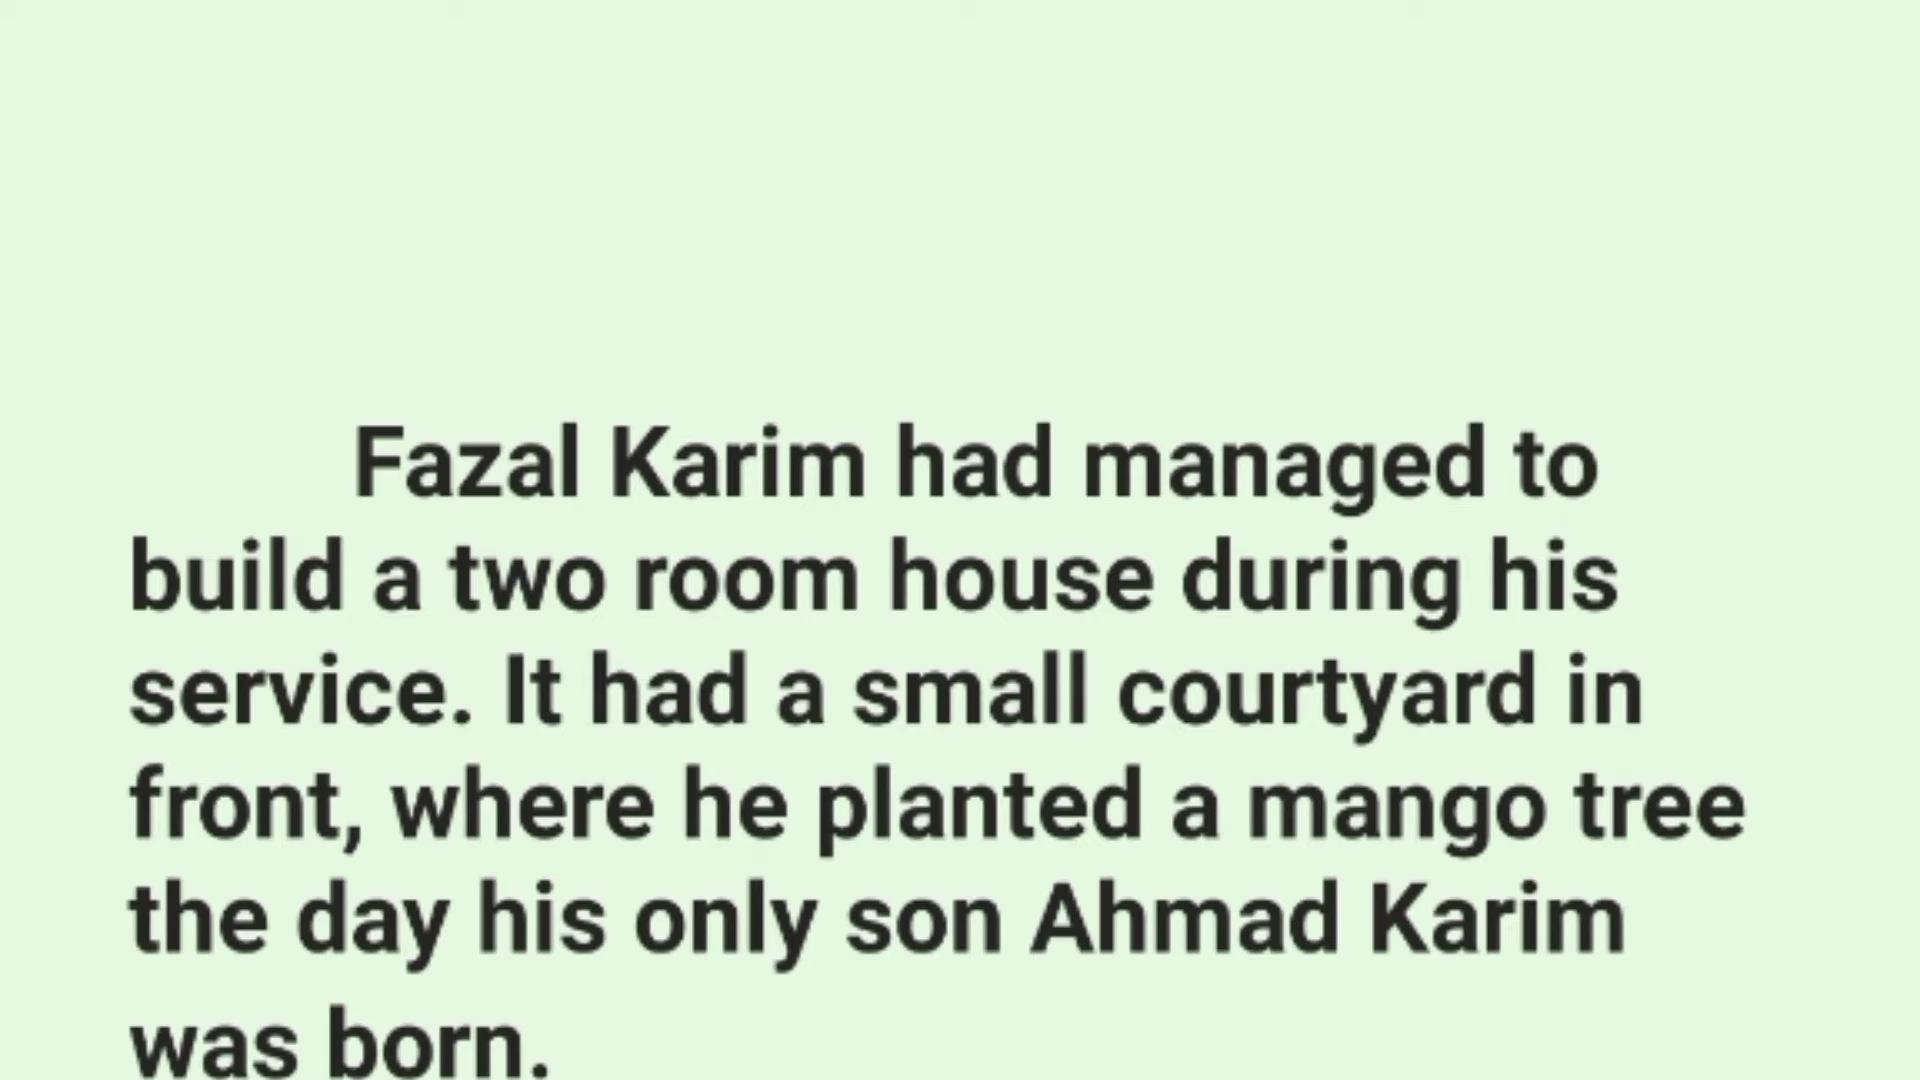 Fazal Karim had managed to
build a two room house during his
service. It had a small courtyard in
front, where he planted a mango tree
the day his only son Ahmad Karim
was born.